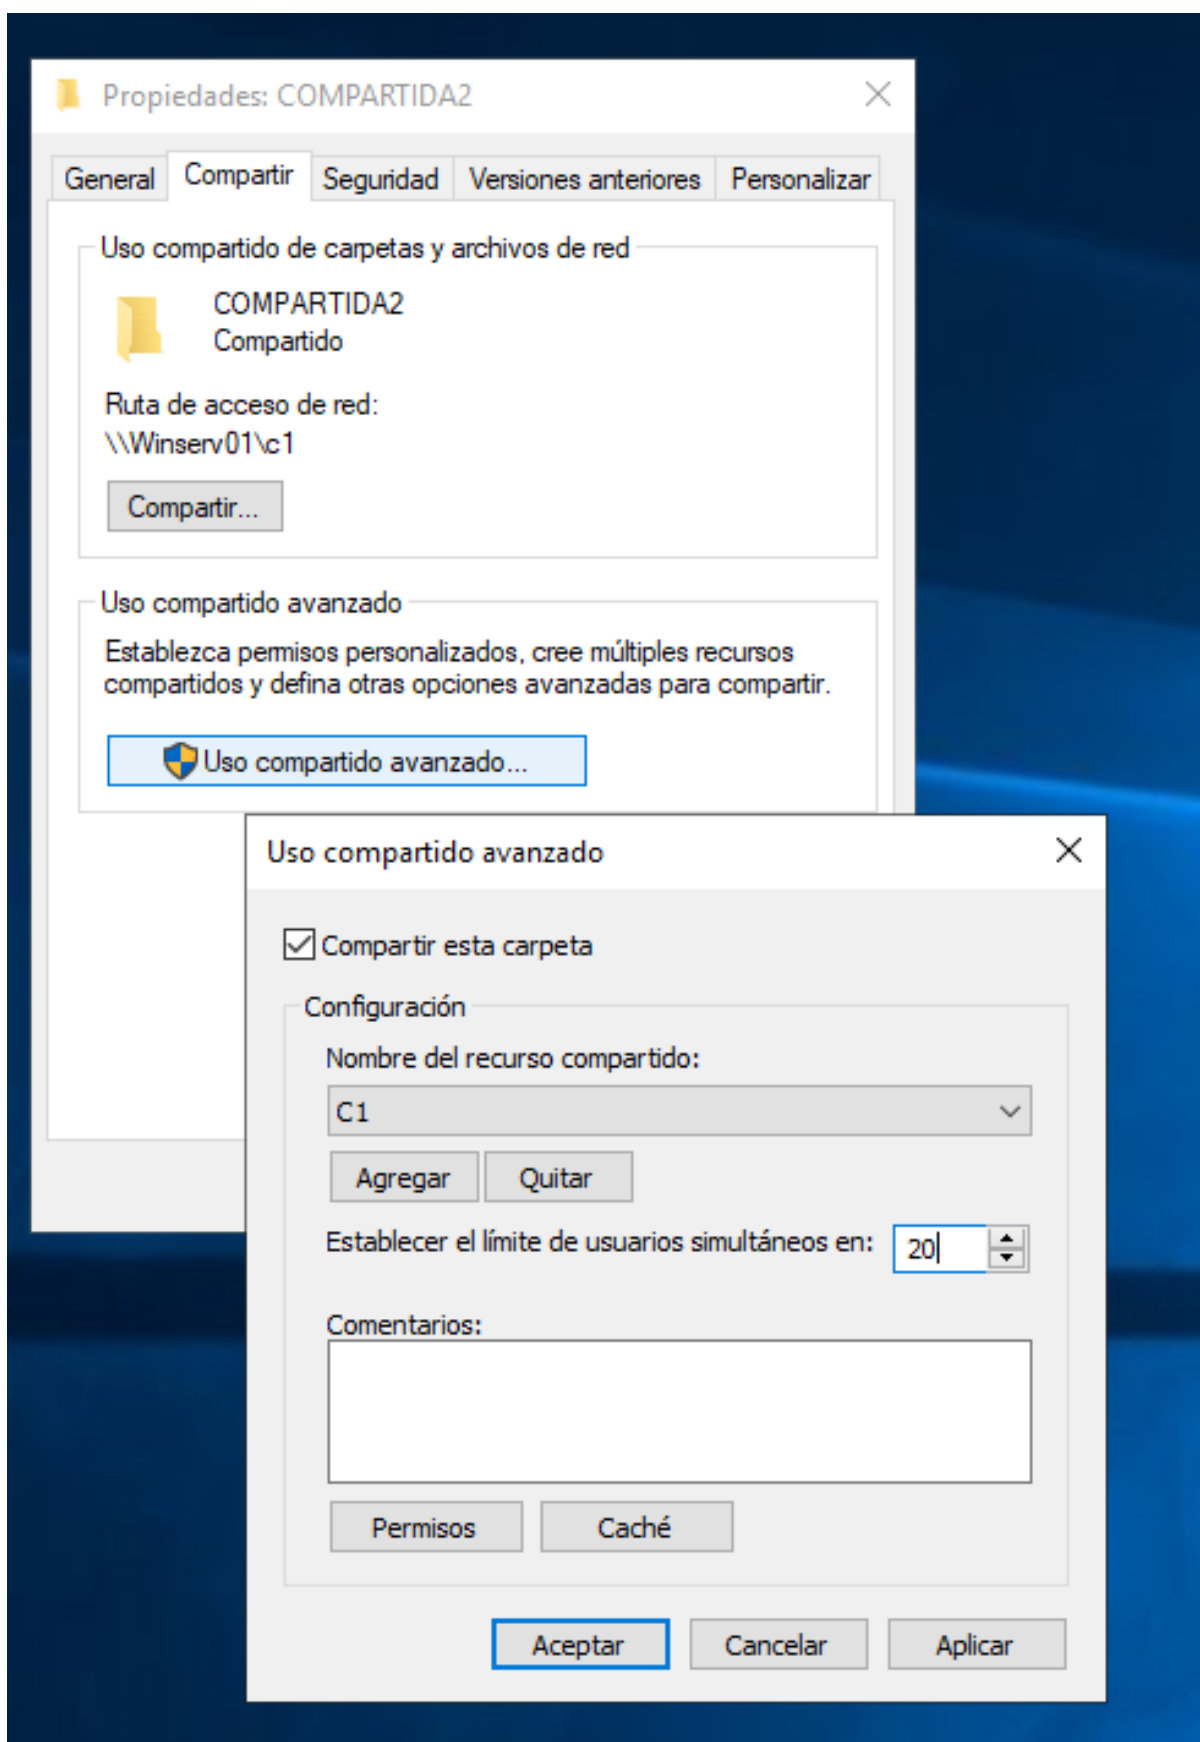 Propiedades: COMPARTIDA2
General Compartir Seguridad Versiones anteriores Personalizar
Uso compartido de carpetas y archivos de red
COMPARTIDA2
Compartido
Ruta de acceso de red:
\\Winserv01\c1
Compartir...
Uso compartido avanzado
Establezca permisos personalizados, cree múltiples recursos
compartidos y defina otras opciones avanzadas para compartir.
Uso compartido avanzado...
Uso compartido avanzado
Compartir esta carpeta
Configuración
Nombre del recurso compartido:
C1
Agregar Quitar
Establecer el límite de usuarios simultáneos en: 20
Comentarios:
Permisos Caché
Aceptar Cancelar Aplicar